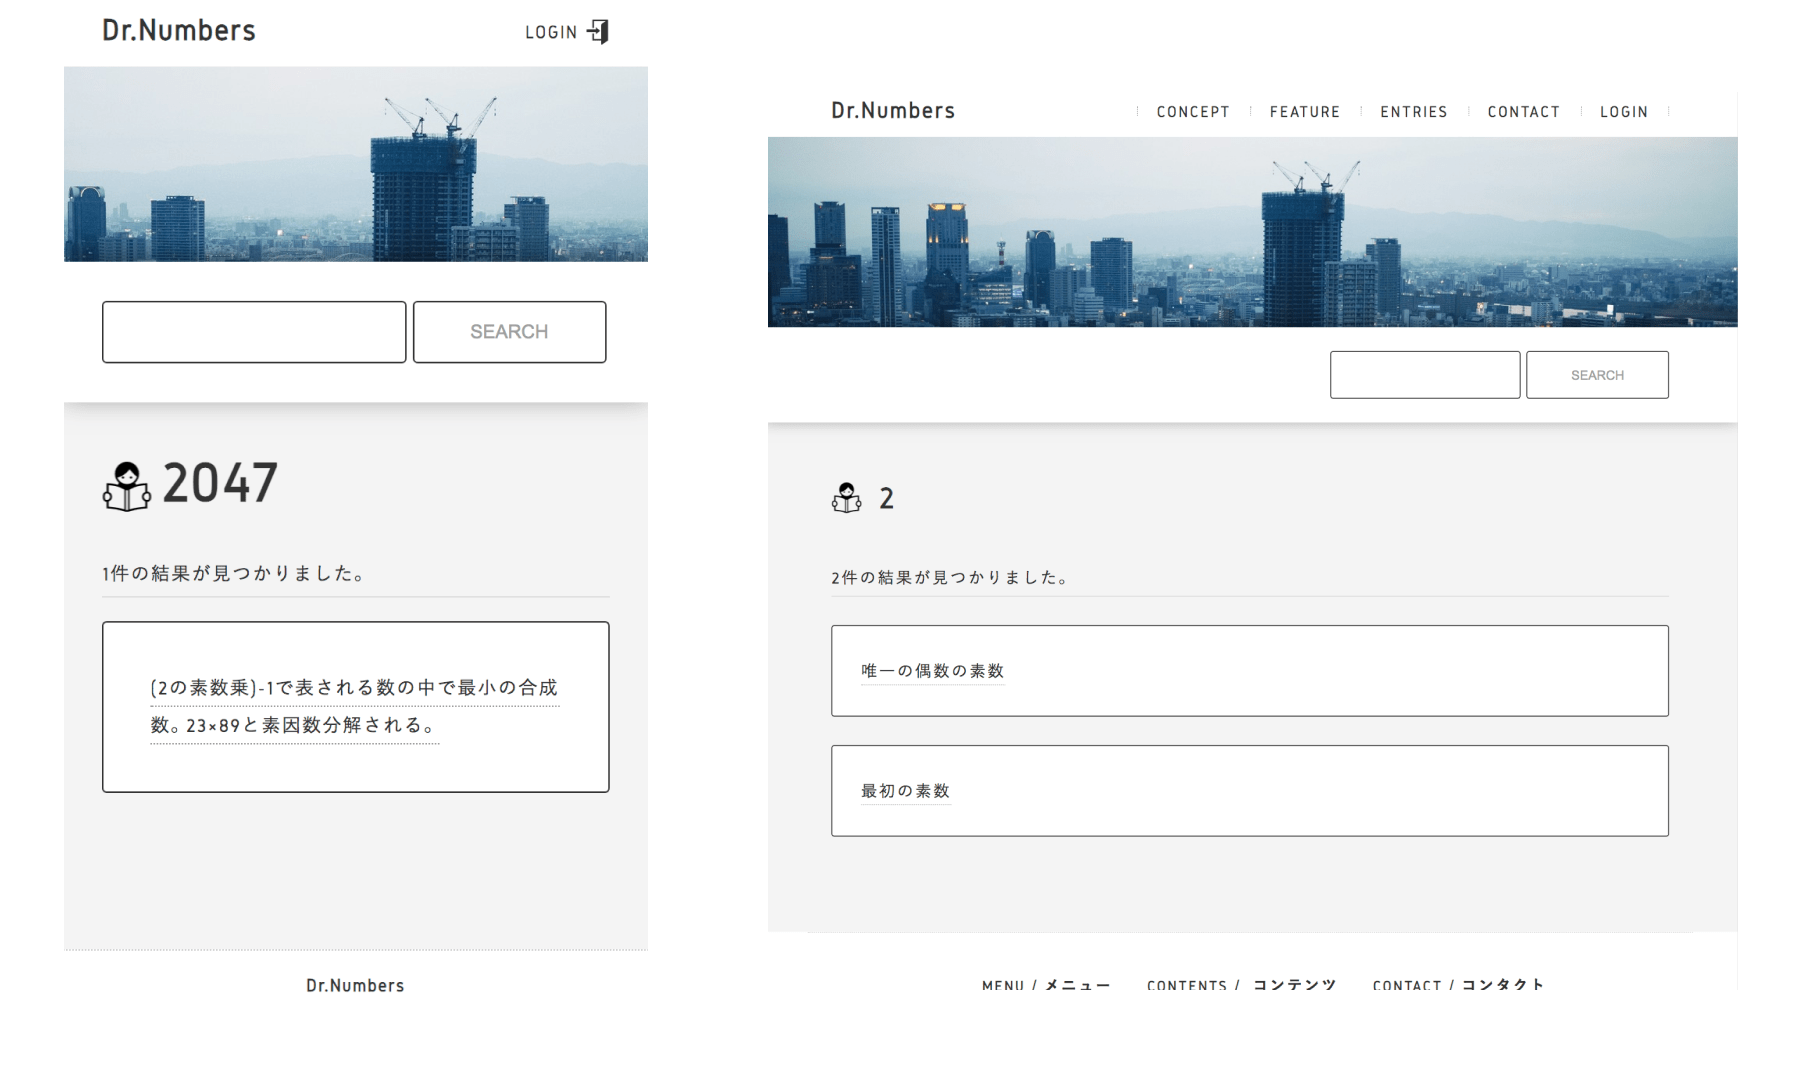 Dr.Numbers
LOGIN
SEARCH
2047
1件の結果が見つかりました。
(2の素数乗)-1で表される数の中で最小の合成
数。23×89と素因数分解される。
Dr.Numbers
Dr.Numbers
CONCEPT
FEATURE
ENTRIES
CONTACT
LOGIN
SEARCH
2
2件の結果が見つかりました。
唯一の偶数の素数
最初の素数
MENU / メニュー
CONTENTS / コンテンツ
CONTACT / コンタクト